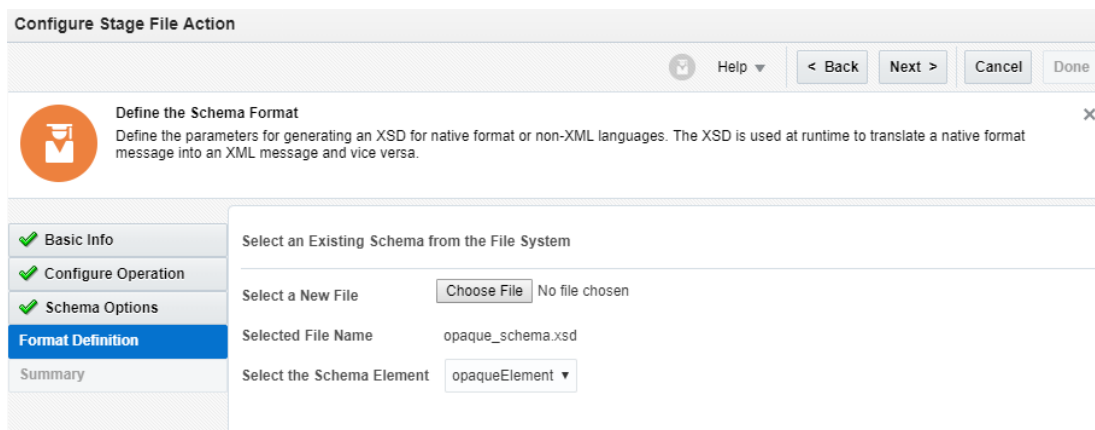 Configure Stage File Action
Help
< Back
Next >
Cancel
Done
Define the Schema Format
Define the parameters for generating an XSD for native format or non-XML languages. The XSD is used at runtime to translate a native format
message into an XML message and vice versa.
Basic Info
Configure Operation
Schema Options
Format Definition
Summary
Select an Existing Schema from the File System
Select a New File Choose File No file chosen
Selected File Name opaque_schema.xsd
Select the Schema Element opaqueElement